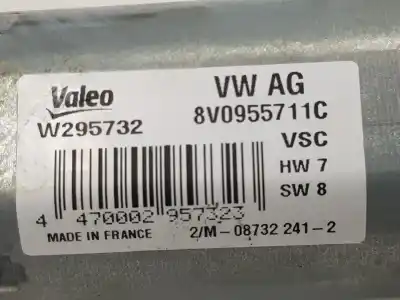 Valeo
VW AG
W295732
8V0955711C
VSC
HW 7
SW 8
4 470002 957323
MADE IN FRANCE
2/M-08732 241-2